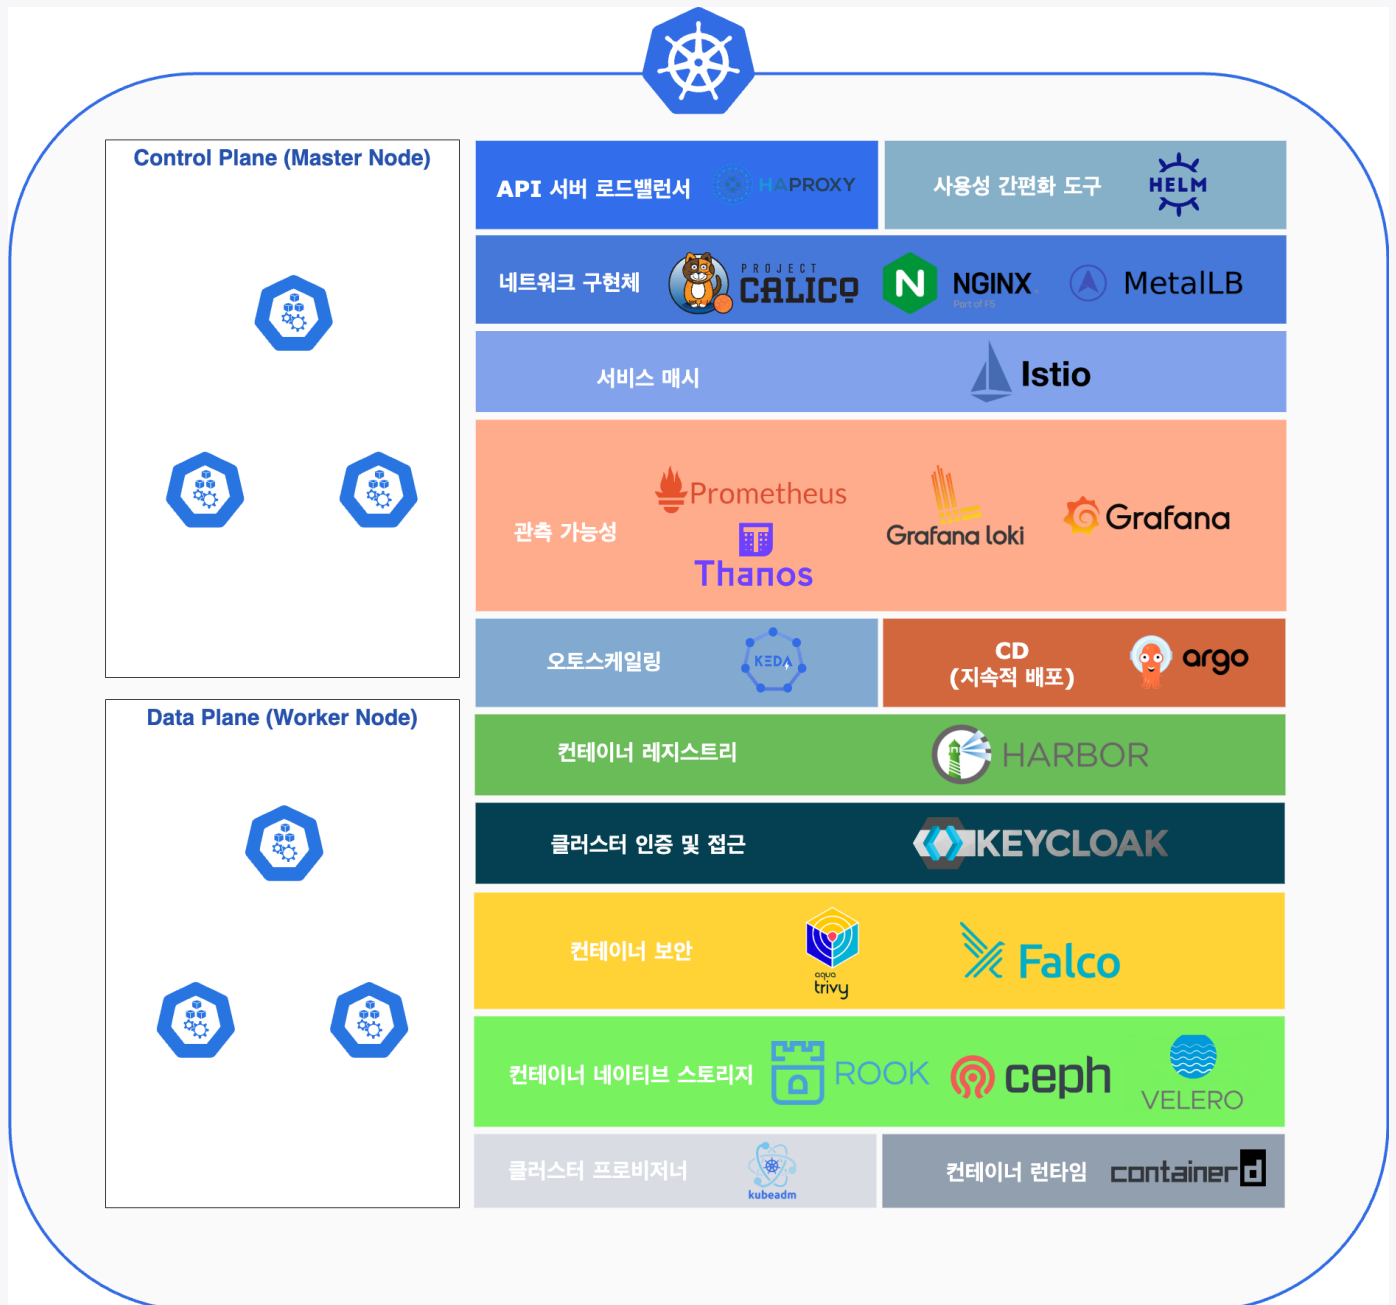 Control Plane (Master Node)
API 서버 로드밸런서
HAPROXY
사용성 간편화 도구
HELM
네트워크 구현체
PROJECT
CALICO
N
NGINX
Part of F5
MetalLB
서비스 매시
Istio
관측 가능성
Prometheus
T
Thanos
Grafana loki
Grafana
오토스케일링
KEDA
CD
(지속적 배포)
argo
Data Plane (Worker Node)
컨테이너 레지스트리
HARBOR
클러스터 인증 및 접근
KEYCLOAK
컨테이너 보안
aqua
trivy
Falco
컨테이너 네이티브 스토리지
ROOK
ceph
VELERO
클러스터 프로비저너
kubeadm
컨테이너 런타임
containerd